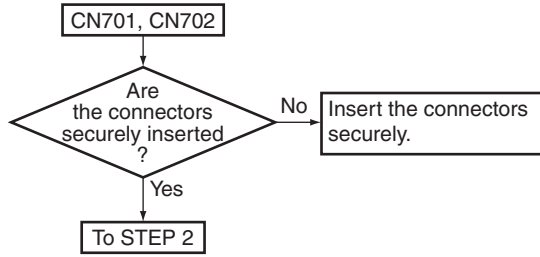 CN701, CN702
Are
the connectors
securely inserted
?
No
Insert the connectors
securely.
Yes
To STEP 2